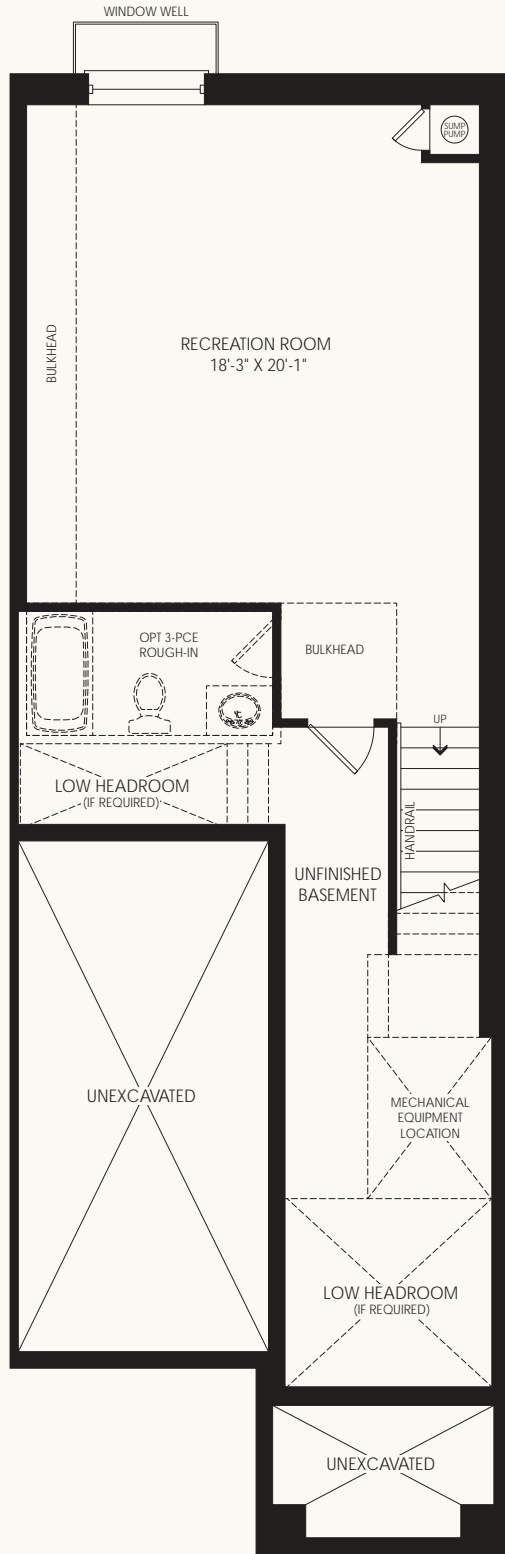 WINDOW WELL
SUMP
PUMP
BULKHEAD
RECREATION ROOM
18'-3" X 20'-1"
OPT 3-PCE
ROUGH-IN
BULKHEAD
UP
HANDRAIL
LOW HEADROOM
(IF REQUIRED)
UNFINISHED
BASEMENT
UNEXCAVATED
MECHANICAL
EQUIPMENT
LOCATION
LOW HEADROOM
(IF REQUIRED)
UNEXCAVATED